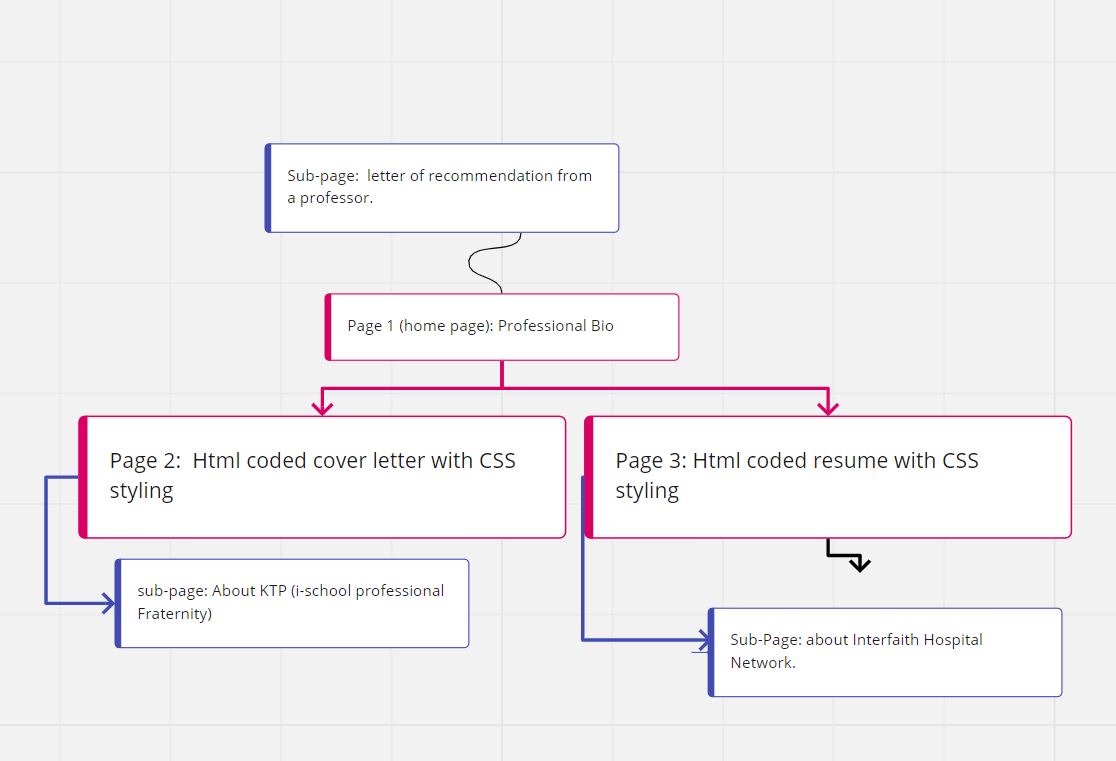 Sub-page:  letter of recommendation from
a professor.
Page 1 (home page): Professional Bio
Page 2:  Html coded cover letter with CSS
styling
Page 3: Html coded resume with CSS
styling
sub-page: About KTP (i-school professional
Fraternity)
Sub-Page: about Interfaith Hospital
Network.